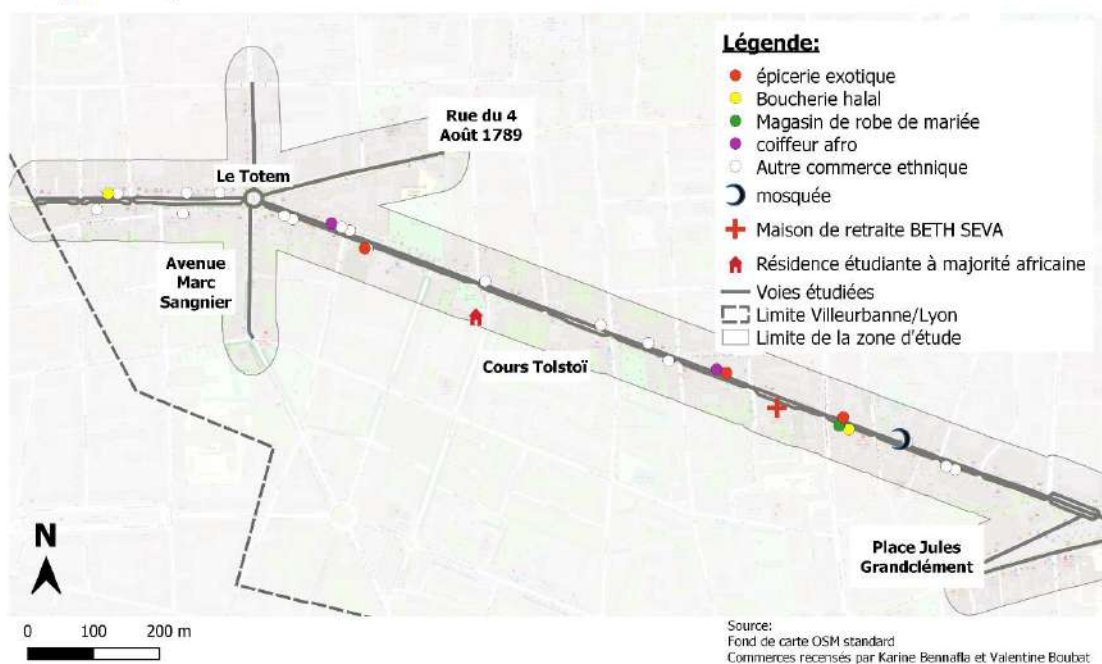 Légende:
épicerie exotique
Boucherie halal
Magasin de robe de mariée
coiffeur afro
Autre commerce ethnique
mosquée
Maison de retraite BETH SEVA
Résidence étudiante à majorité africaine
Voies étudiées
Limite Villeurbanne/Lyon
Limite de la zone d'étude
Rue du 4
Août 1789
Le Totem
Avenue
Marc
Sangnier
Cours Tolstoï
Place Jules
Grandclément
N
0 100 200 m
Source:
Fond de carte OSM standard
Commerces recensés par Karine Bennafla et Valentine Boubat